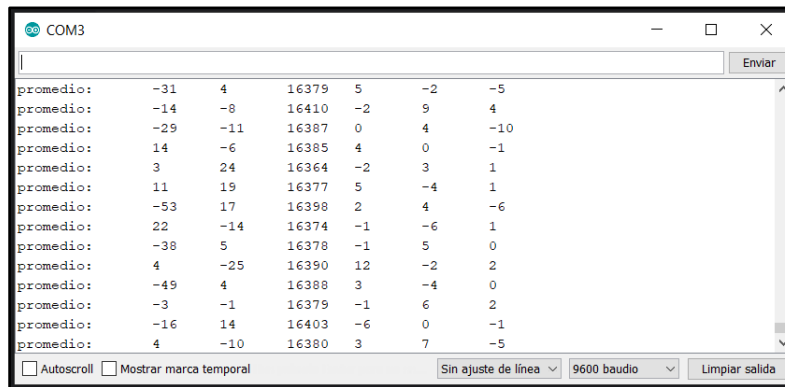 COM3
Enviar
promedio: -31 4 16379 5 -2 -5
promedio: -14 -8 16410 -2 9 4
promedio: -29 -11 16387 0 4 -10
promedio: 14 -6 16385 4 0 -1
promedio: 3 24 16364 -2 3 1
promedio: 11 19 16377 5 -4 1
promedio: -53 17 16398 2 4 -6
promedio: 22 -14 16374 -1 -6 1
promedio: -38 5 16378 -1 5 0
promedio: 4 -25 16390 12 -2 2
promedio: -49 4 16388 3 -4 0
promedio: -3 -1 16379 -1 6 2
promedio: -16 14 16403 -6 0 -1
promedio: 4 -10 16380 3 7 -5
Autoscroll Mostrar marca temporal Sin ajuste de línea 9600 baudio Limpiar salida